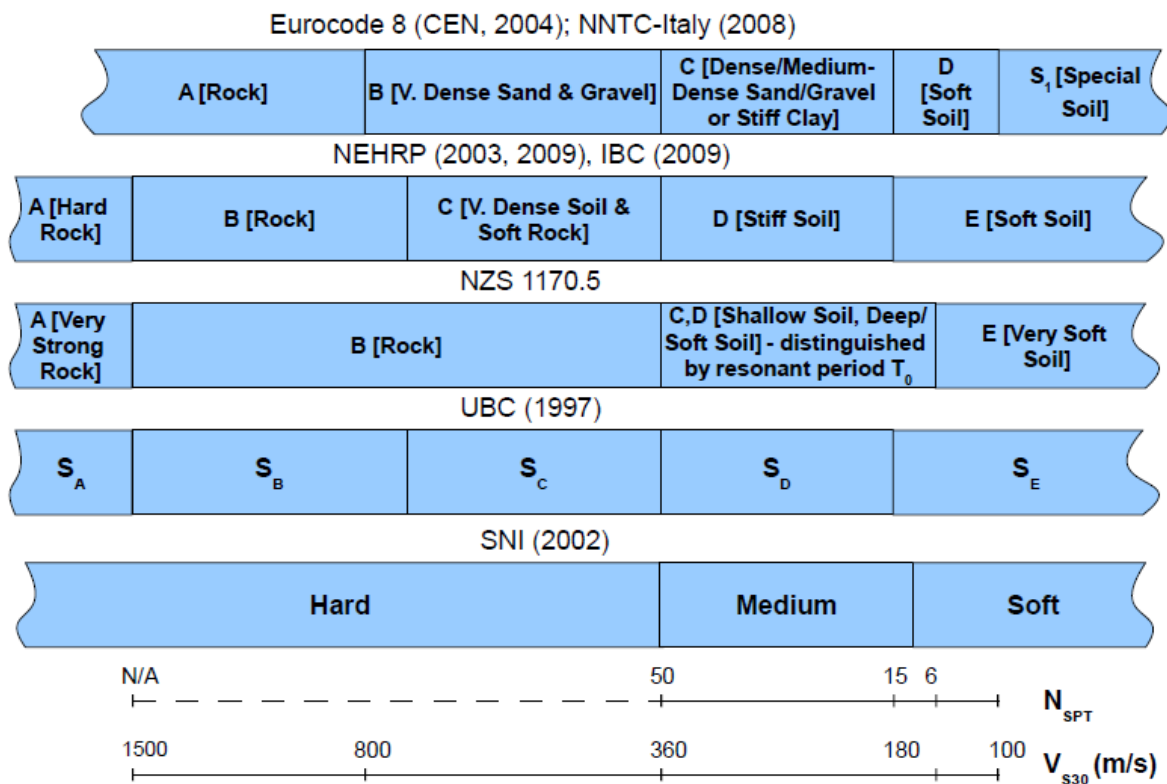 Eurocode 8 (CEN, 2004); NNTC-Italy (2008)
A [Rock]
B [V. Dense Sand & Gravel]
C [Dense/Medium-
Dense Sand/Gravel
or Stiff Clay]
D
[Soft
Soil]
S1 [Special
Soil]
NEHRP (2003, 2009), IBC (2009)
A [Hard
Rock]
B [Rock]
C [V. Dense Soil &
Soft Rock]
D [Stiff Soil]
E [Soft Soil]
NZS 1170.5
A [Very
Strong
Rock]
B [Rock]
C,D [Shallow Soil, Deep/
Soft Soil] - distinguished
by resonant period T0
E [Very Soft
Soil]
UBC (1997)
SA
SB
SC
SD
SE
SNI (2002)
Hard
Medium
Soft
N/A 50 15 6
NSPT
1500 800 360 180 100
VS30 (m/s)